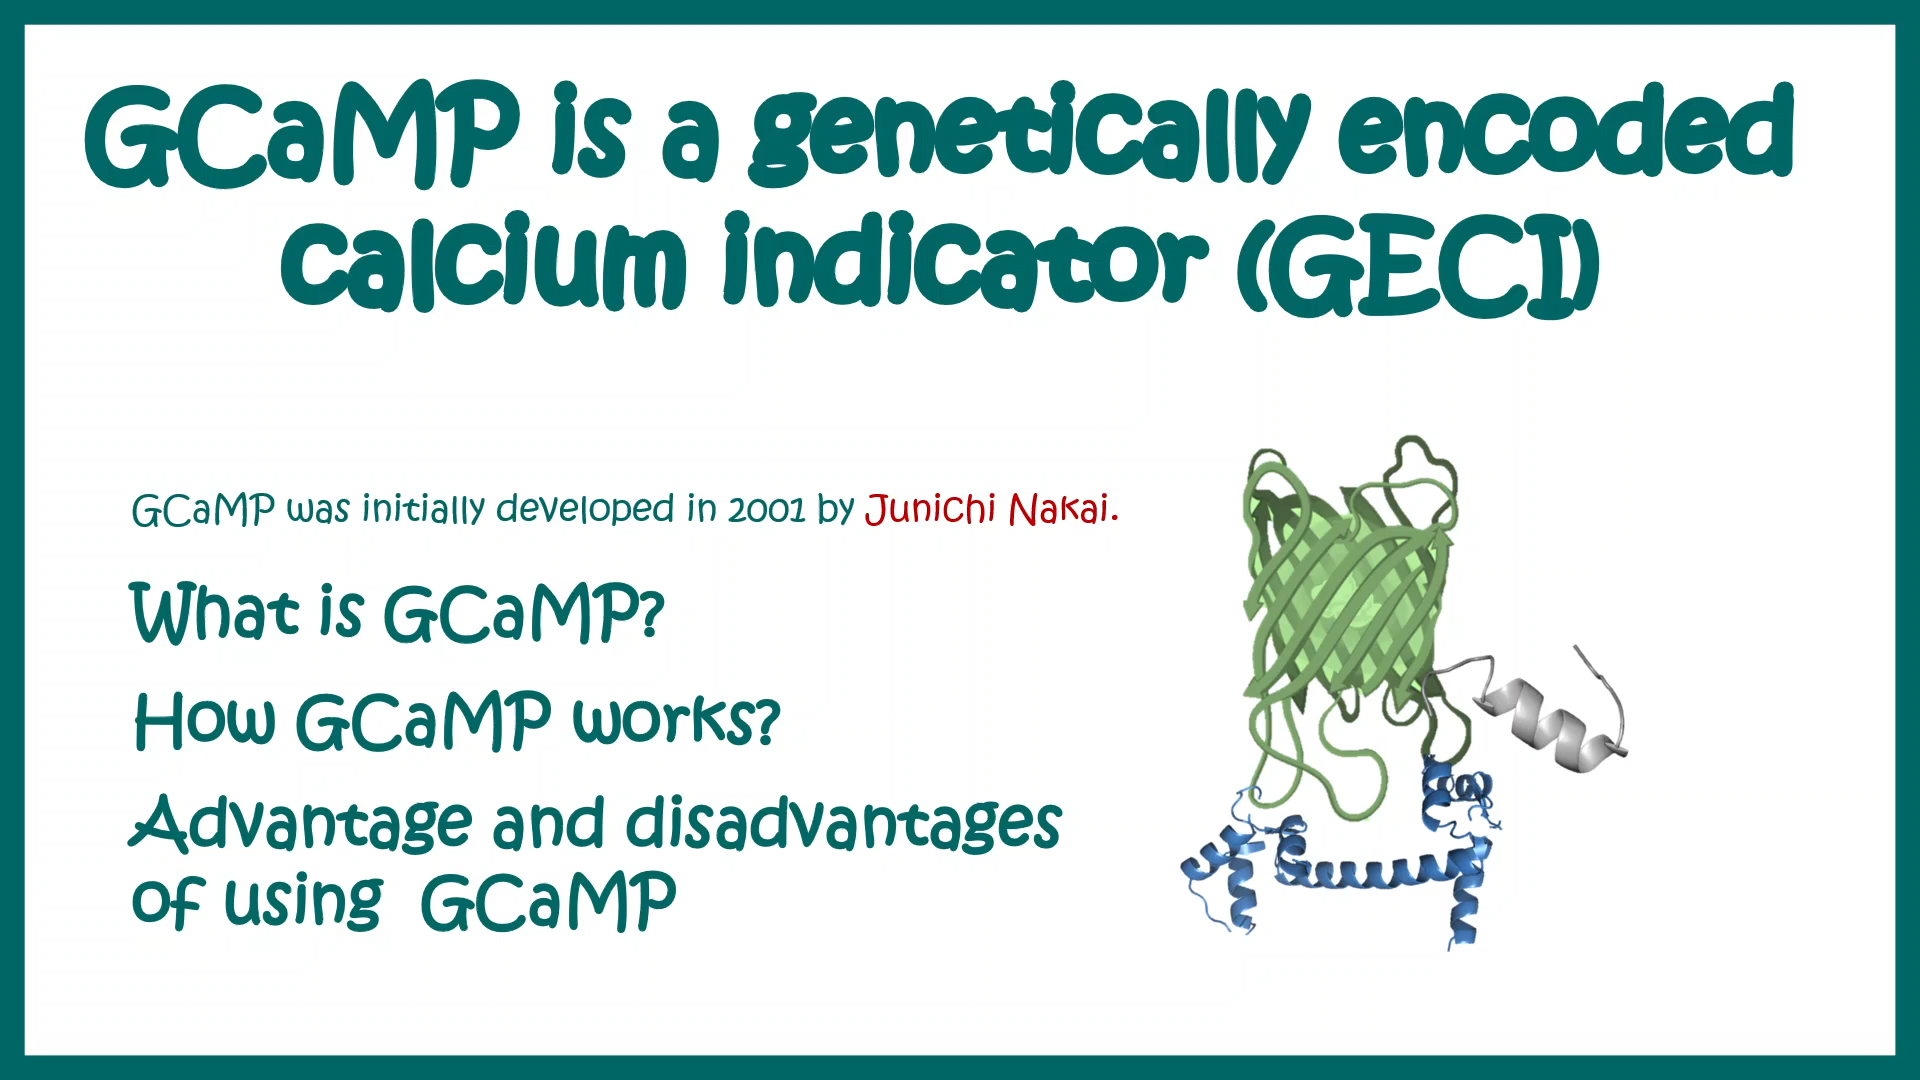 GCaMP is a genetically encoded
calcium indicator (GECI)
GCaMP was initially developed in 2001 by Junichi Nakai.
What is GCaMP?
How GCaMP works?
Advantage and disadvantages
of using GCaMP